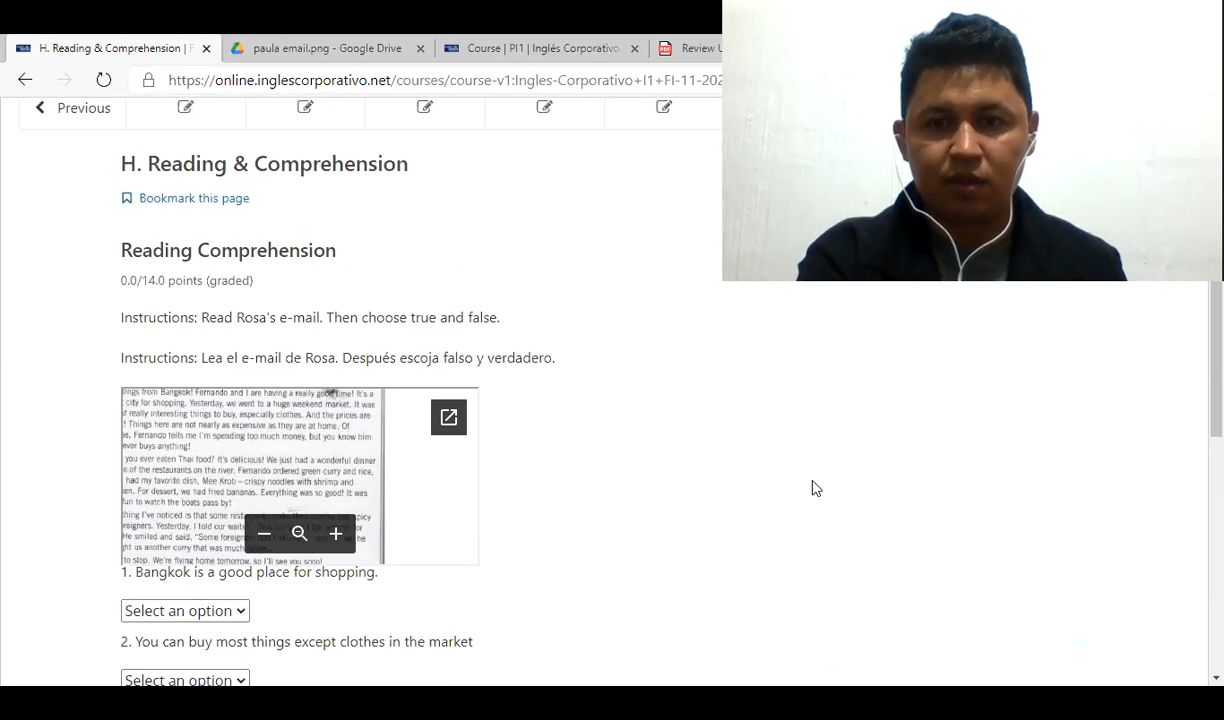 H. Reading & Comprehension | F
paula email.png - Google Drive
Course | PI1 | Inglés Corporativo
Review U
https://online.inglescorporativo.net/courses/course-v1:Ingles-Corporativo+I1+FI-11-202
Previous
H. Reading & Comprehension
Bookmark this page
Reading Comprehension
0.0/14.0 points (graded)
Instructions: Read Rosa's e-mail. Then choose true and false.
Instructions: Lea el e-mail de Rosa. Después escoja falso y verdadero.
ings from Bangkok! Fernando and I are having a really good time! It's a
city for shopping. Yesterday, we went to a huge weekend market. It was
f really interesting things to buy, especially clothes. And the prices are
! Things here are not nearly as expensive as they are at home. Of
e, Fernando tells me I'm spending too much money, but you know him.
ever buys anything!
you ever eaten Thai food? It's delicious! We just had a wonderful dinner
e of the restaurants on the river. Fernando ordered green curry and rice,
had my favorite dish, Mee Krob – crispy noodles with shrimp and
en. For dessert, we had fried bananas. Everything was so good! It was
un to watch the boats pass by!
hing I've noticed is that some spicy
reigners. Yesterday, I told our or
He smiled and said, "Some he
ht us another curry that was much
to stop. We're flying home tomorrow, so I'll see you soon!
1. Bangkok is a good place for shopping.
Select an option
2. You can buy most things except clothes in the market
Select an option